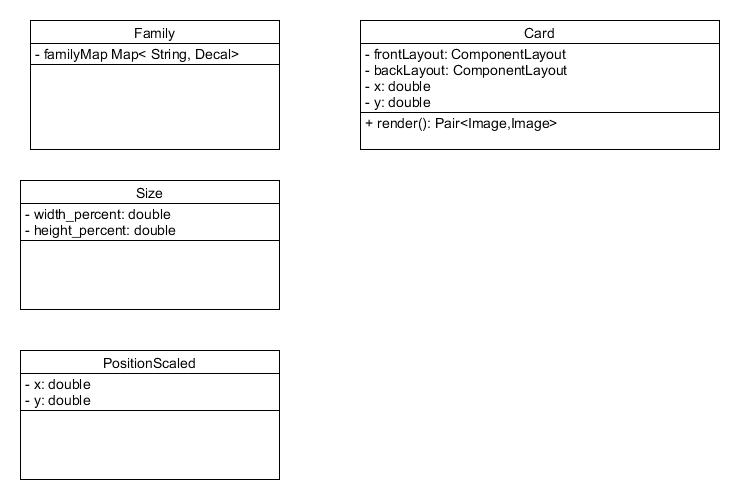 Family
- familyMap Map< String, Decal>
Card
- frontLayout: ComponentLayout
- backLayout: ComponentLayout
- x: double
- y: double
+ render(): Pair<Image,Image>
Size
- width_percent: double
- height_percent: double
PositionScaled
- x: double
- y: double